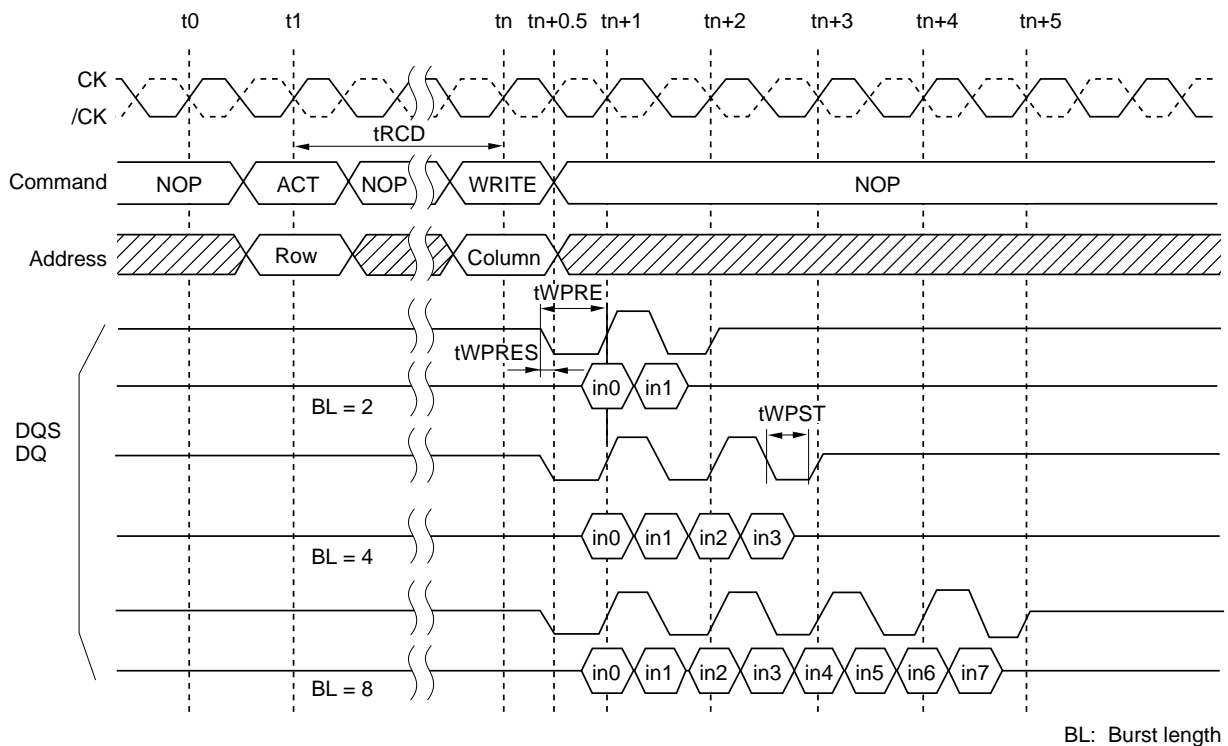 t0 t1 tn tn+0.5 tn+1 tn+2 tn+3 tn+4 tn+5
CK
/CK
tRCD
Command NOP ACT NOP WRITE NOP
Address Row Column
tWPRE
tWPRES
in0 in1
BL = 2
tWPST
DQS
DQ
in0 in1 in2 in3
BL = 4
in0 in1 in2 in3 in4 in5 in6 in7
BL = 8
BL: Burst length